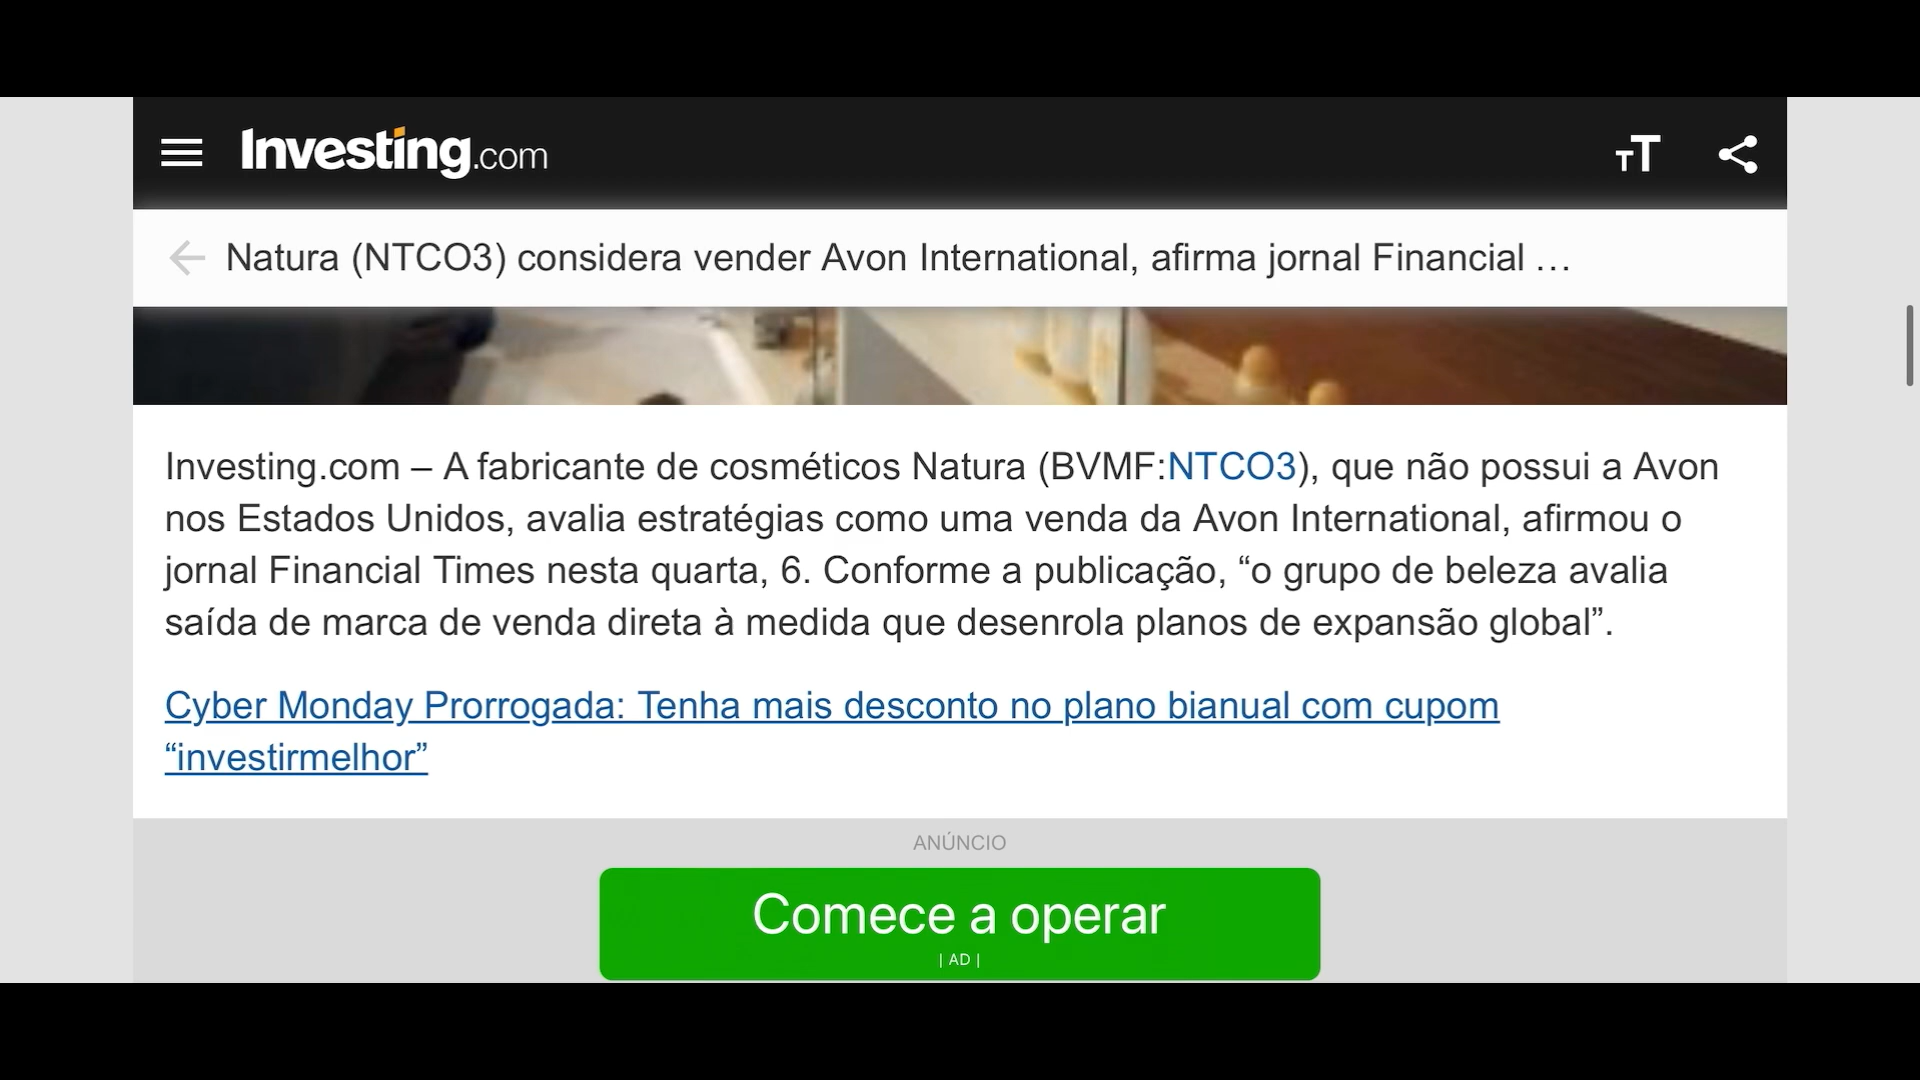 Investing.com
TT
Natura (NTCO3) considera vender Avon International, afirma jornal Financial …
Investing.com – A fabricante de cosméticos Natura (BVMF:NTCO3), que não possui a Avon
nos Estados Unidos, avalia estratégias como uma venda da Avon International, afirmou o
jornal Financial Times nesta quarta, 6. Conforme a publicação, “o grupo de beleza avalia
saída de marca de venda direta à medida que desenrola planos de expansão global”.
Cyber Monday Prorrogada: Tenha mais desconto no plano bianual com cupom
“investirmelhor”
ANÚNCIO
Comece a operar
| AD |